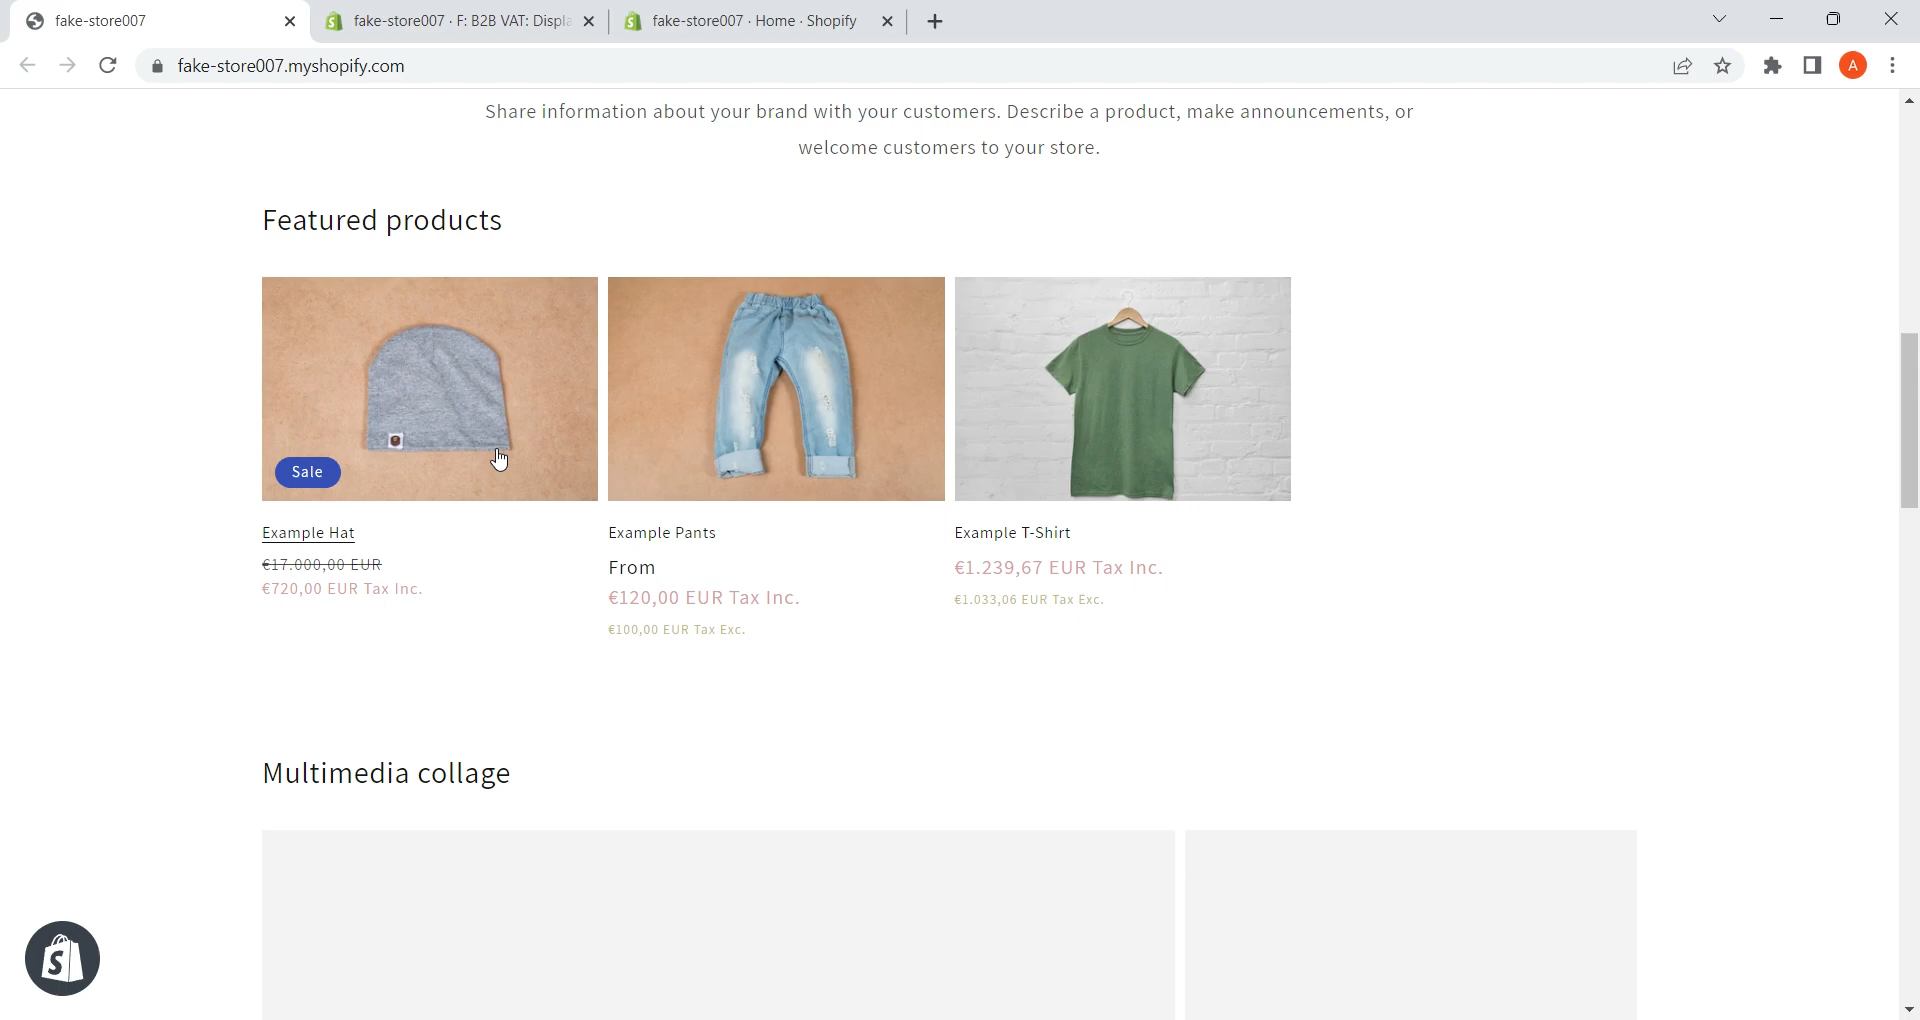 fake-store007
fake-store007 · F: B2B VAT: Displa
fake-store007 · Home · Shopify
fake-store007.myshopify.com
A
Share information about your brand with your customers. Describe a product, make announcements, or
welcome customers to your store.
Featured products
Sale
Example Hat
€17.000,00 EUR
€720,00 EUR Tax Inc.
Example Pants
From
€120,00 EUR Tax Inc.
€100,00 EUR Tax Exc.
Example T-Shirt
€1.239,67 EUR Tax Inc.
€1.033,06 EUR Tax Exc.
Multimedia collage